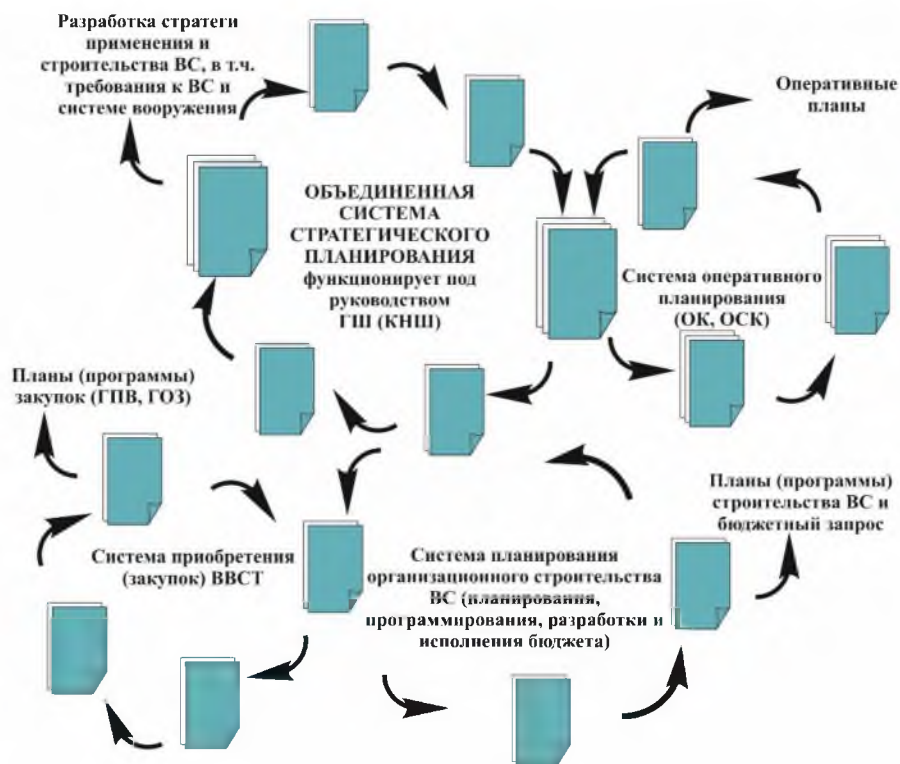 Разработка стратеги
применения и
строительства ВС, в т.ч.
требования к ВС и
системе вооружения
Оперативные
планы
ОБЪЕДИНЕННАЯ
СИСТЕМА
СТРАТЕГИЧЕСКОГО
ПЛАНИРОВАНИЯ
функционирует под
руководством
ГШ (КНШ)
Система оперативного
планирования
(ОК, ОСК)
Планы (программы)
закупок (ГПВ, ГОЗ)
Планы (программы)
строительства ВС и
бюджетный запрос
Система приобретения
(закупок) ВВСТ
Система планирования
организационного строительства
ВС (планирования,
программирования, разработки и
исполнения бюджета)